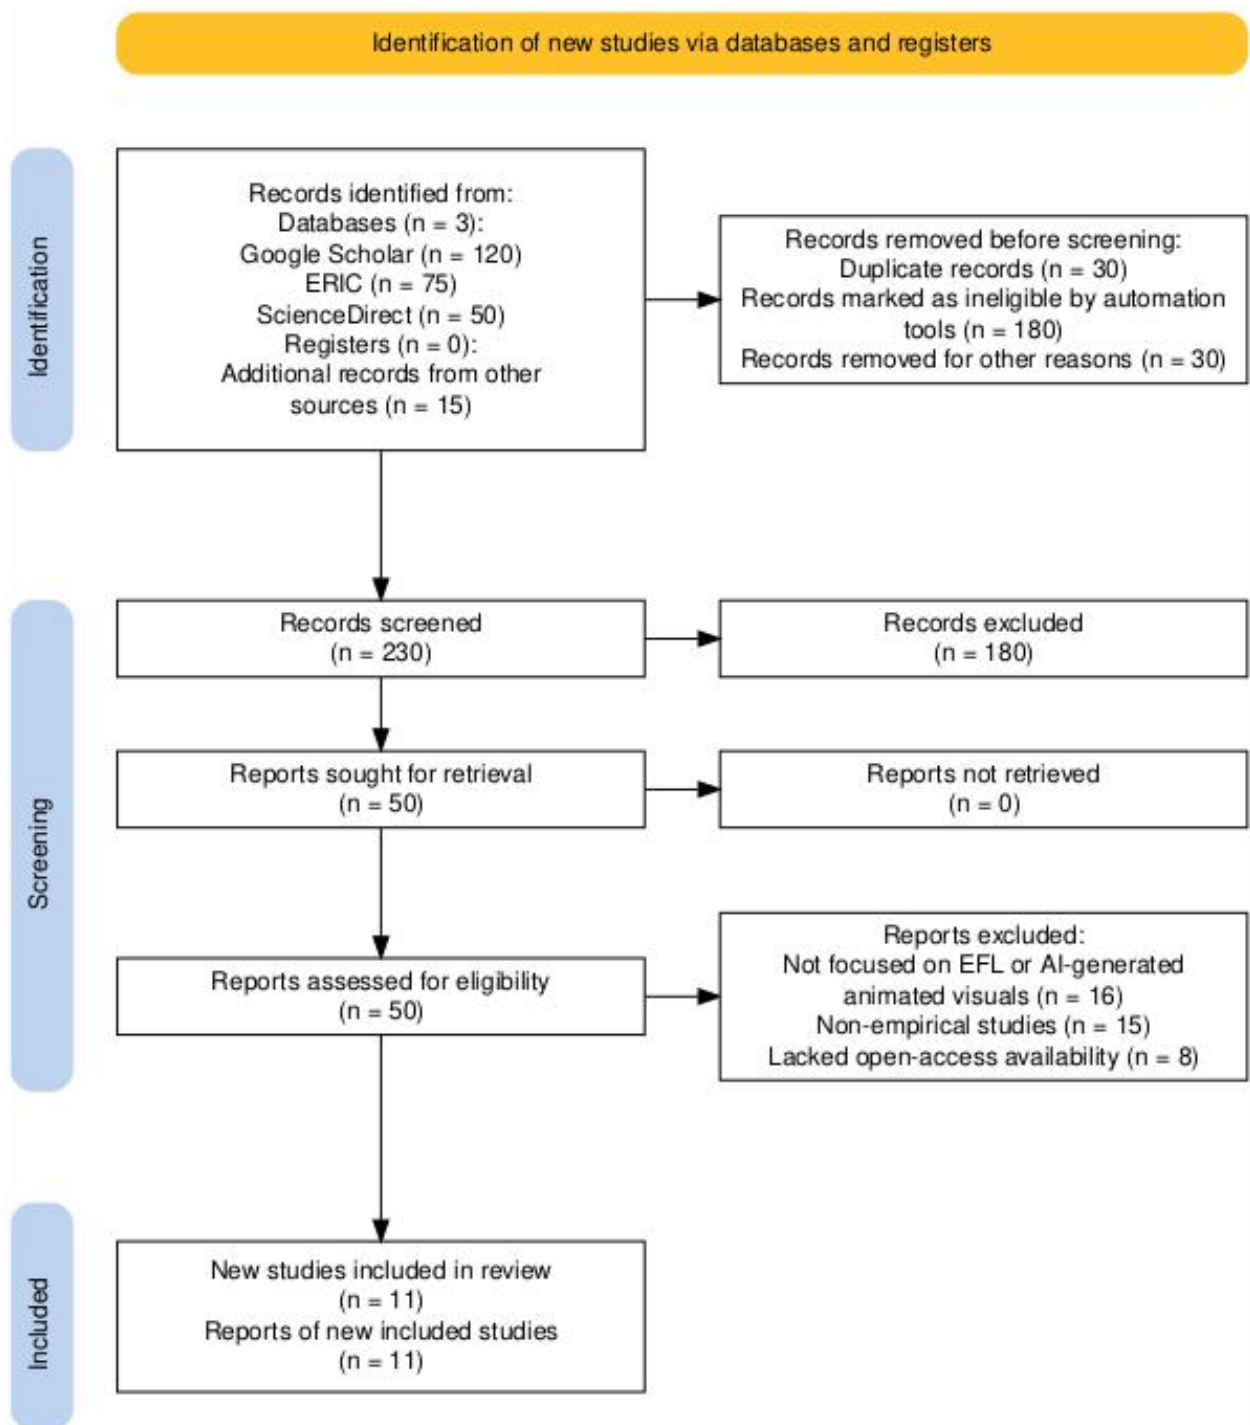 Identification of new studies via databases and registers
Identification
Records identified from:
Databases (n = 3):
Google Scholar (n = 120)
ERIC (n = 75)
ScienceDirect (n = 50)
Registers (n = 0):
Additional records from other
sources (n = 15)
Records removed before screening:
Duplicate records (n = 30)
Records marked as ineligible by automation
tools (n = 180)
Records removed for other reasons (n = 30)
Screening
Records screened
(n = 230)
Records excluded
(n = 180)
Reports sought for retrieval
(n = 50)
Reports not retrieved
(n = 0)
Reports assessed for eligibility
(n = 50)
Reports excluded:
Not focused on EFL or AI-generated
animated visuals (n = 16)
Non-empirical studies (n = 15)
Lacked open-access availability (n = 8)
Included
New studies included in review
(n = 11)
Reports of new included studies
(n = 11)